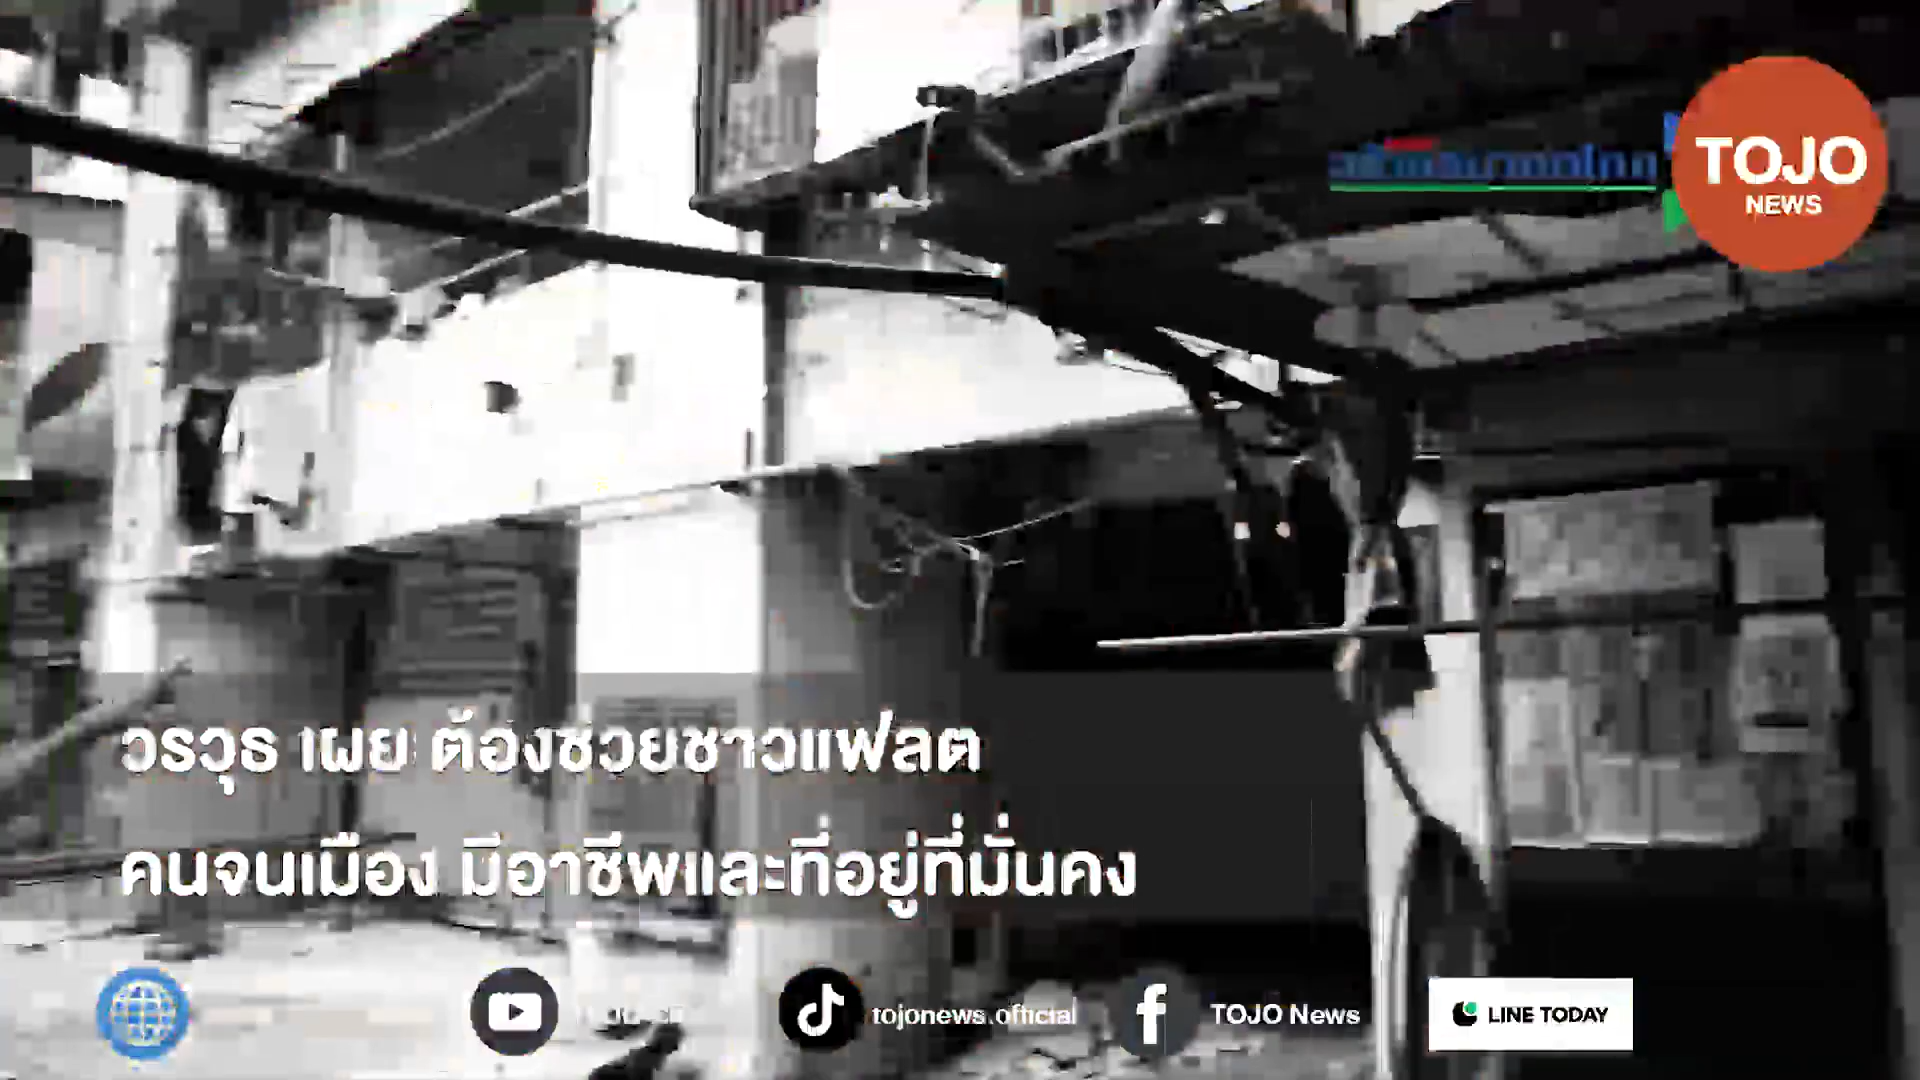 TOJO
NEWS
วรวุธ เผย ต้องช่วยชาวแฟลต
คนจนเมือง มีอาชีพและที่อยู่ที่มั่นคง
tojonews.official
TOJO News
LINE TODAY